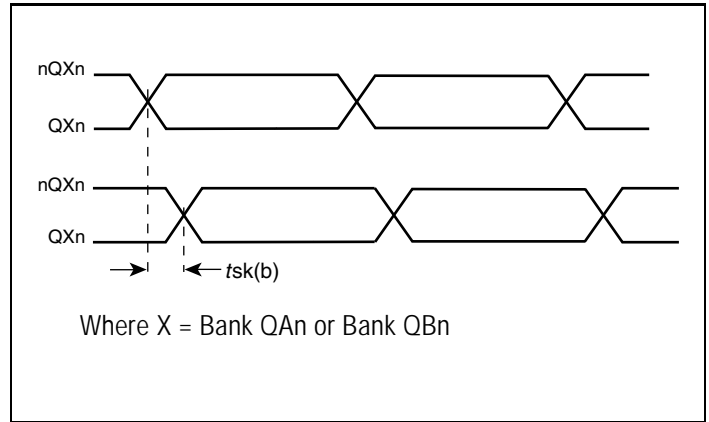 nQXn
QXn
nQXn
QXn
tsk(b)
Where X = Bank QAn or Bank QBn